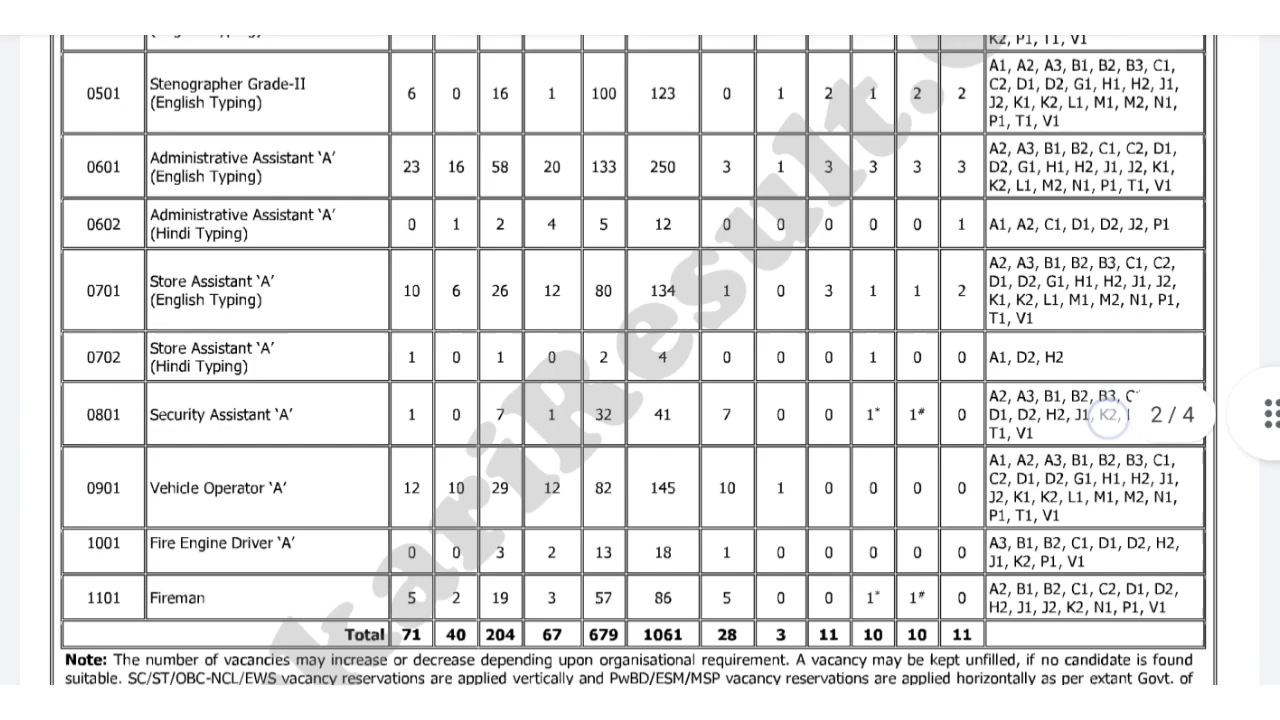 K2, P1, T1, V1
0501 Stenographer Grade-II (English Typing) 6 0 16 1 100 123 0 1 2 1 2 2 A1, A2, A3, B1, B2, B3, C1,
C2, D1, D2, G1, H1, H2, J1,
J2, K1, K2, L1, M1, M2, N1,
P1, T1, V1
0601 Administrative Assistant ‘A’ (English Typing) 23 16 58 20 133 250 3 1 3 3 3 3 A2, A3, B1, B2, C1, C2, D1,
D2, G1, H1, H2, J1, J2, K1,
K2, L1, M2, N1, P1, T1, V1
0602 Administrative Assistant ‘A’ (Hindi Typing) 0 1 2 4 5 12 0 0 0 0 0 1 A1, A2, C1, D1, D2, J2, P1
0701 Store Assistant ‘A’ (English Typing) 10 6 26 12 80 134 1 0 3 1 1 2 A2, A3, B1, B2, B3, C1, C2,
D1, D2, G1, H1, H2, J1, J2,
K1, K2, L1, M1, M2, N1, P1,
T1, V1
0702 Store Assistant ‘A’ (Hindi Typing) 1 0 1 0 2 4 0 0 0 1 0 0 A1, D2, H2
0801 Security Assistant ‘A’ 1 0 7 1 32 41 7 0 0 1* 1# 0 A2, A3, B1, B2, B3,
D1, D2, H2, J1, K2,
T1, V1
2 / 4
0901 Vehicle Operator ‘A’ 12 10 29 12 82 145 10 1 0 0 0 0 A1, A2, A3, B1, B2, B3, C1,
C2, D1, D2, G1, H1, H2, J1,
J2, K1, K2, L1, M1, M2, N1,
P1, T1, V1
1001 Fire Engine Driver ‘A’ 0 0 3 2 13 18 1 0 0 0 0 0 A3, B1, B2, C1, D1, D2, H2,
J1, K2, P1, V1
1101 Fireman 5 2 19 3 57 86 5 0 0 1* 1# 0 A2, B1, B2, C1, C2, D1, D2,
H2, J1, J2, K2, N1, P1, V1
Total 71 40 204 67 679 1061 28 3 11 10 10 11
Note: The number of vacancies may increase or decrease depending upon organisational requirement. A vacancy may be kept unfilled, if no candidate is found
suitable. SC/ST/OBC-NCL/EWS vacancy reservations are applied vertically and PwBD/ESM/MSP vacancy reservations are applied horizontally as per extant Govt. of
kariResult.